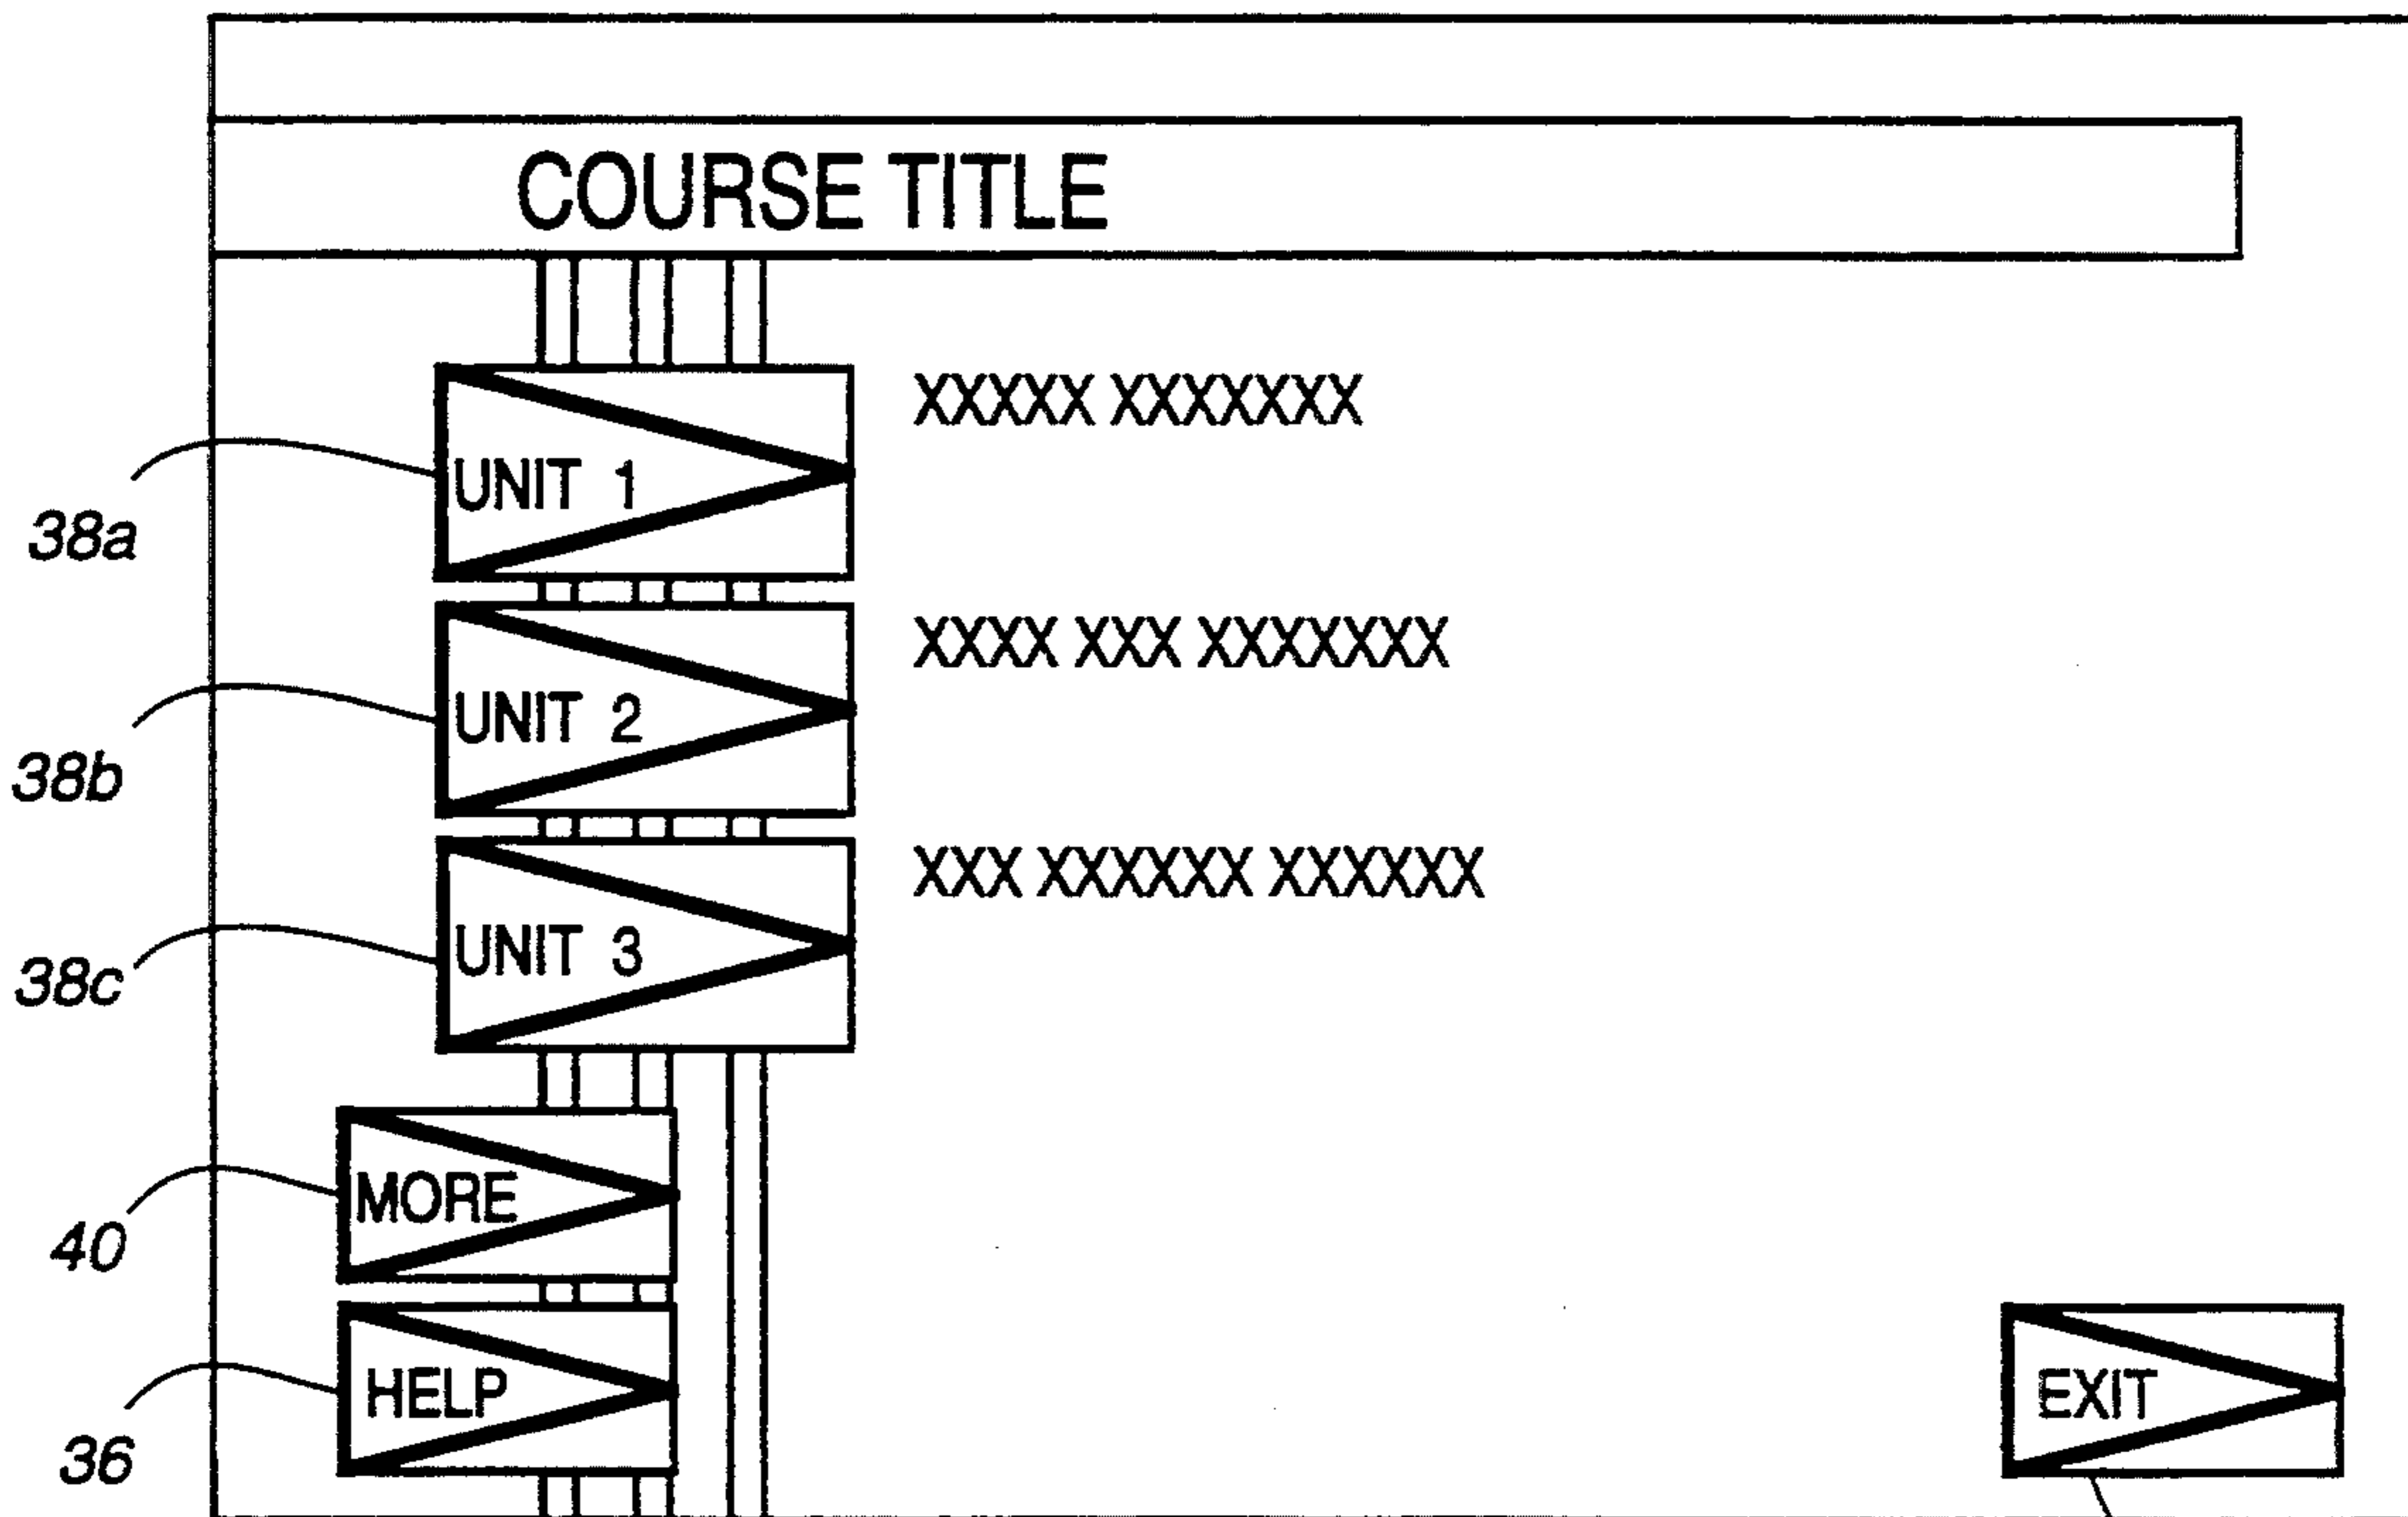 COURSE TITLE
XXXXX XXXXXXX
UNIT 1
38a
XXXX XXX XXXXXXX
UNIT 2
38b
XXX XXXXXX XXXXXX
UNIT 3
38c
MORE
40
HELP
EXIT
36